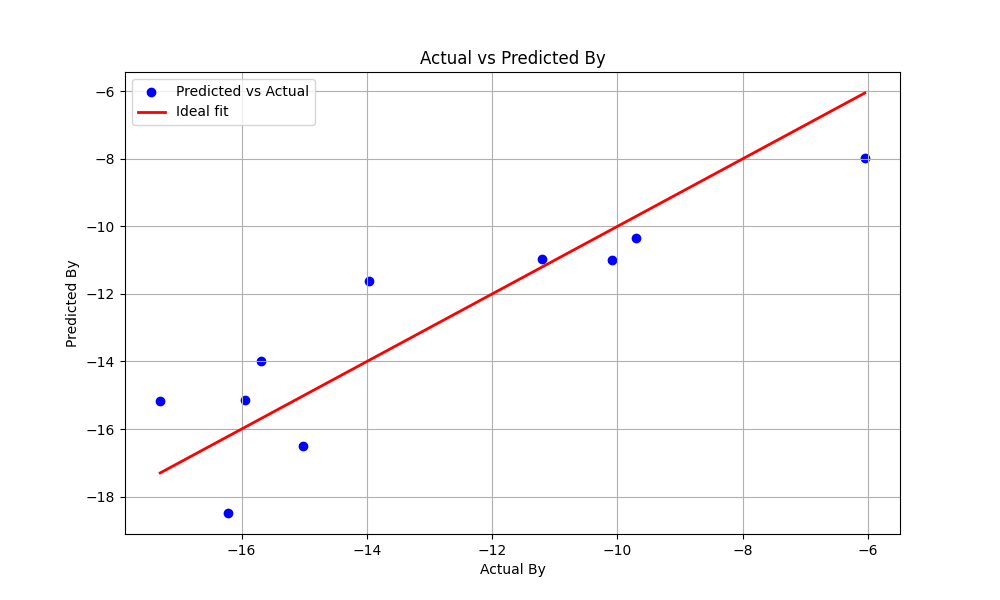 Actual vs Predicted By
Predicted vs Actual
Ideal fit
−6
−8
−10
−12
−14
−16
−18
Predicted By
−16
−14
−12
−10
−8
−6
Actual By